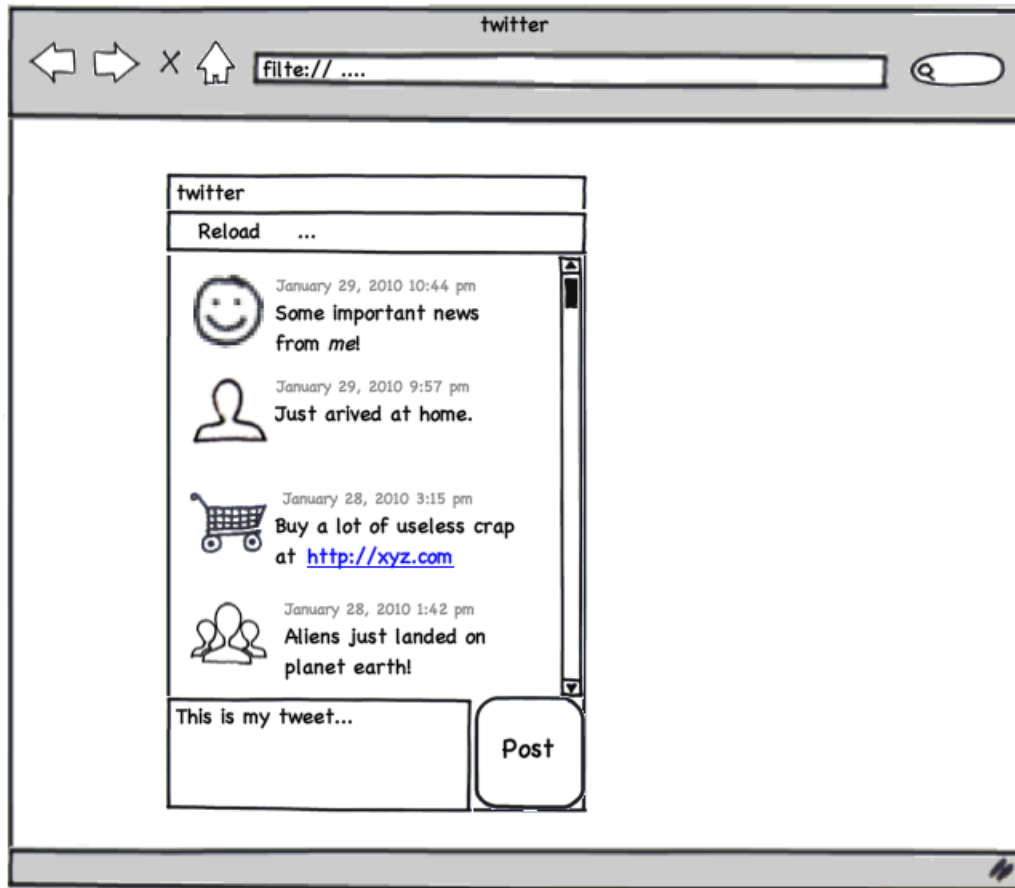 twitter
filte:// ....
twitter
Reload ...
January 29, 2010 10:44 pm
Some important news
from me!
January 29, 2010 9:57 pm
Just arived at home.
January 28, 2010 3:15 pm
Buy a lot of useless crap
at http://xyz.com
January 28, 2010 1:42 pm
Aliens just landed on
planet earth!
This is my tweet...
Post